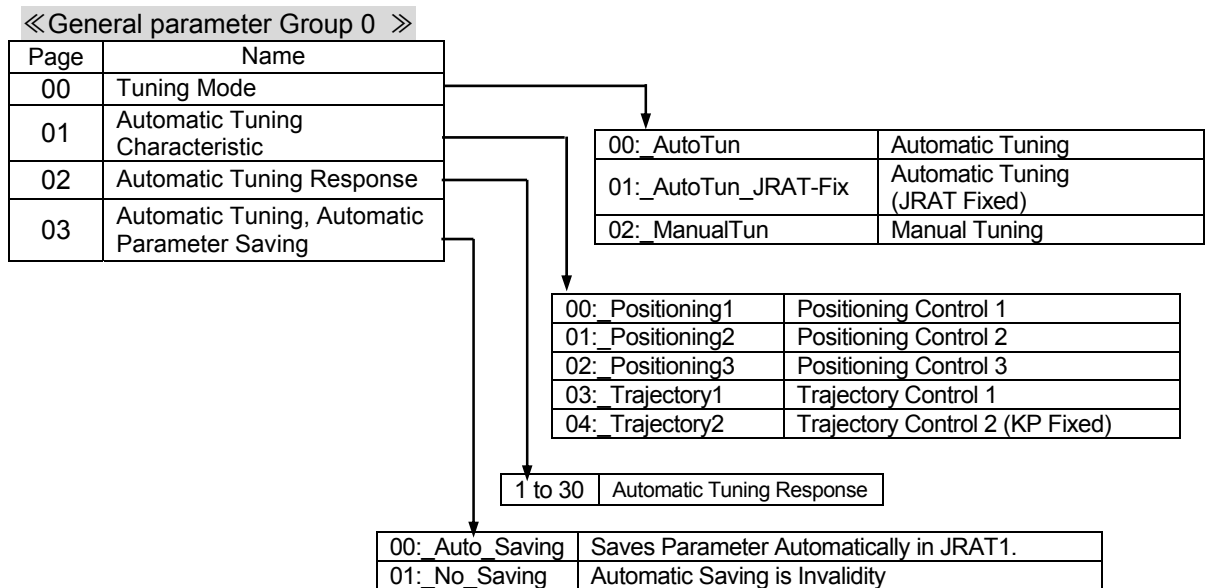 ≪General parameter Group 0 ≫
Page Name
00 Tuning Mode
01 Automatic Tuning
Characteristic
02 Automatic Tuning Response
03 Automatic Tuning, Automatic
Parameter Saving
00:_AutoTun Automatic Tuning
01:_AutoTun_JRAT-Fix Automatic Tuning
(JRAT Fixed)
02:_ManualTun Manual Tuning
00:_Positioning1 Positioning Control 1
01:_Positioning2 Positioning Control 2
02:_Positioning3 Positioning Control 3
03:_Trajectory1 Trajectory Control 1
04:_Trajectory2 Trajectory Control 2 (KP Fixed)
1 to 30 Automatic Tuning Response
00:_Auto_Saving Saves Parameter Automatically in JRAT1.
01:_No_Saving Automatic Saving is Invalidity